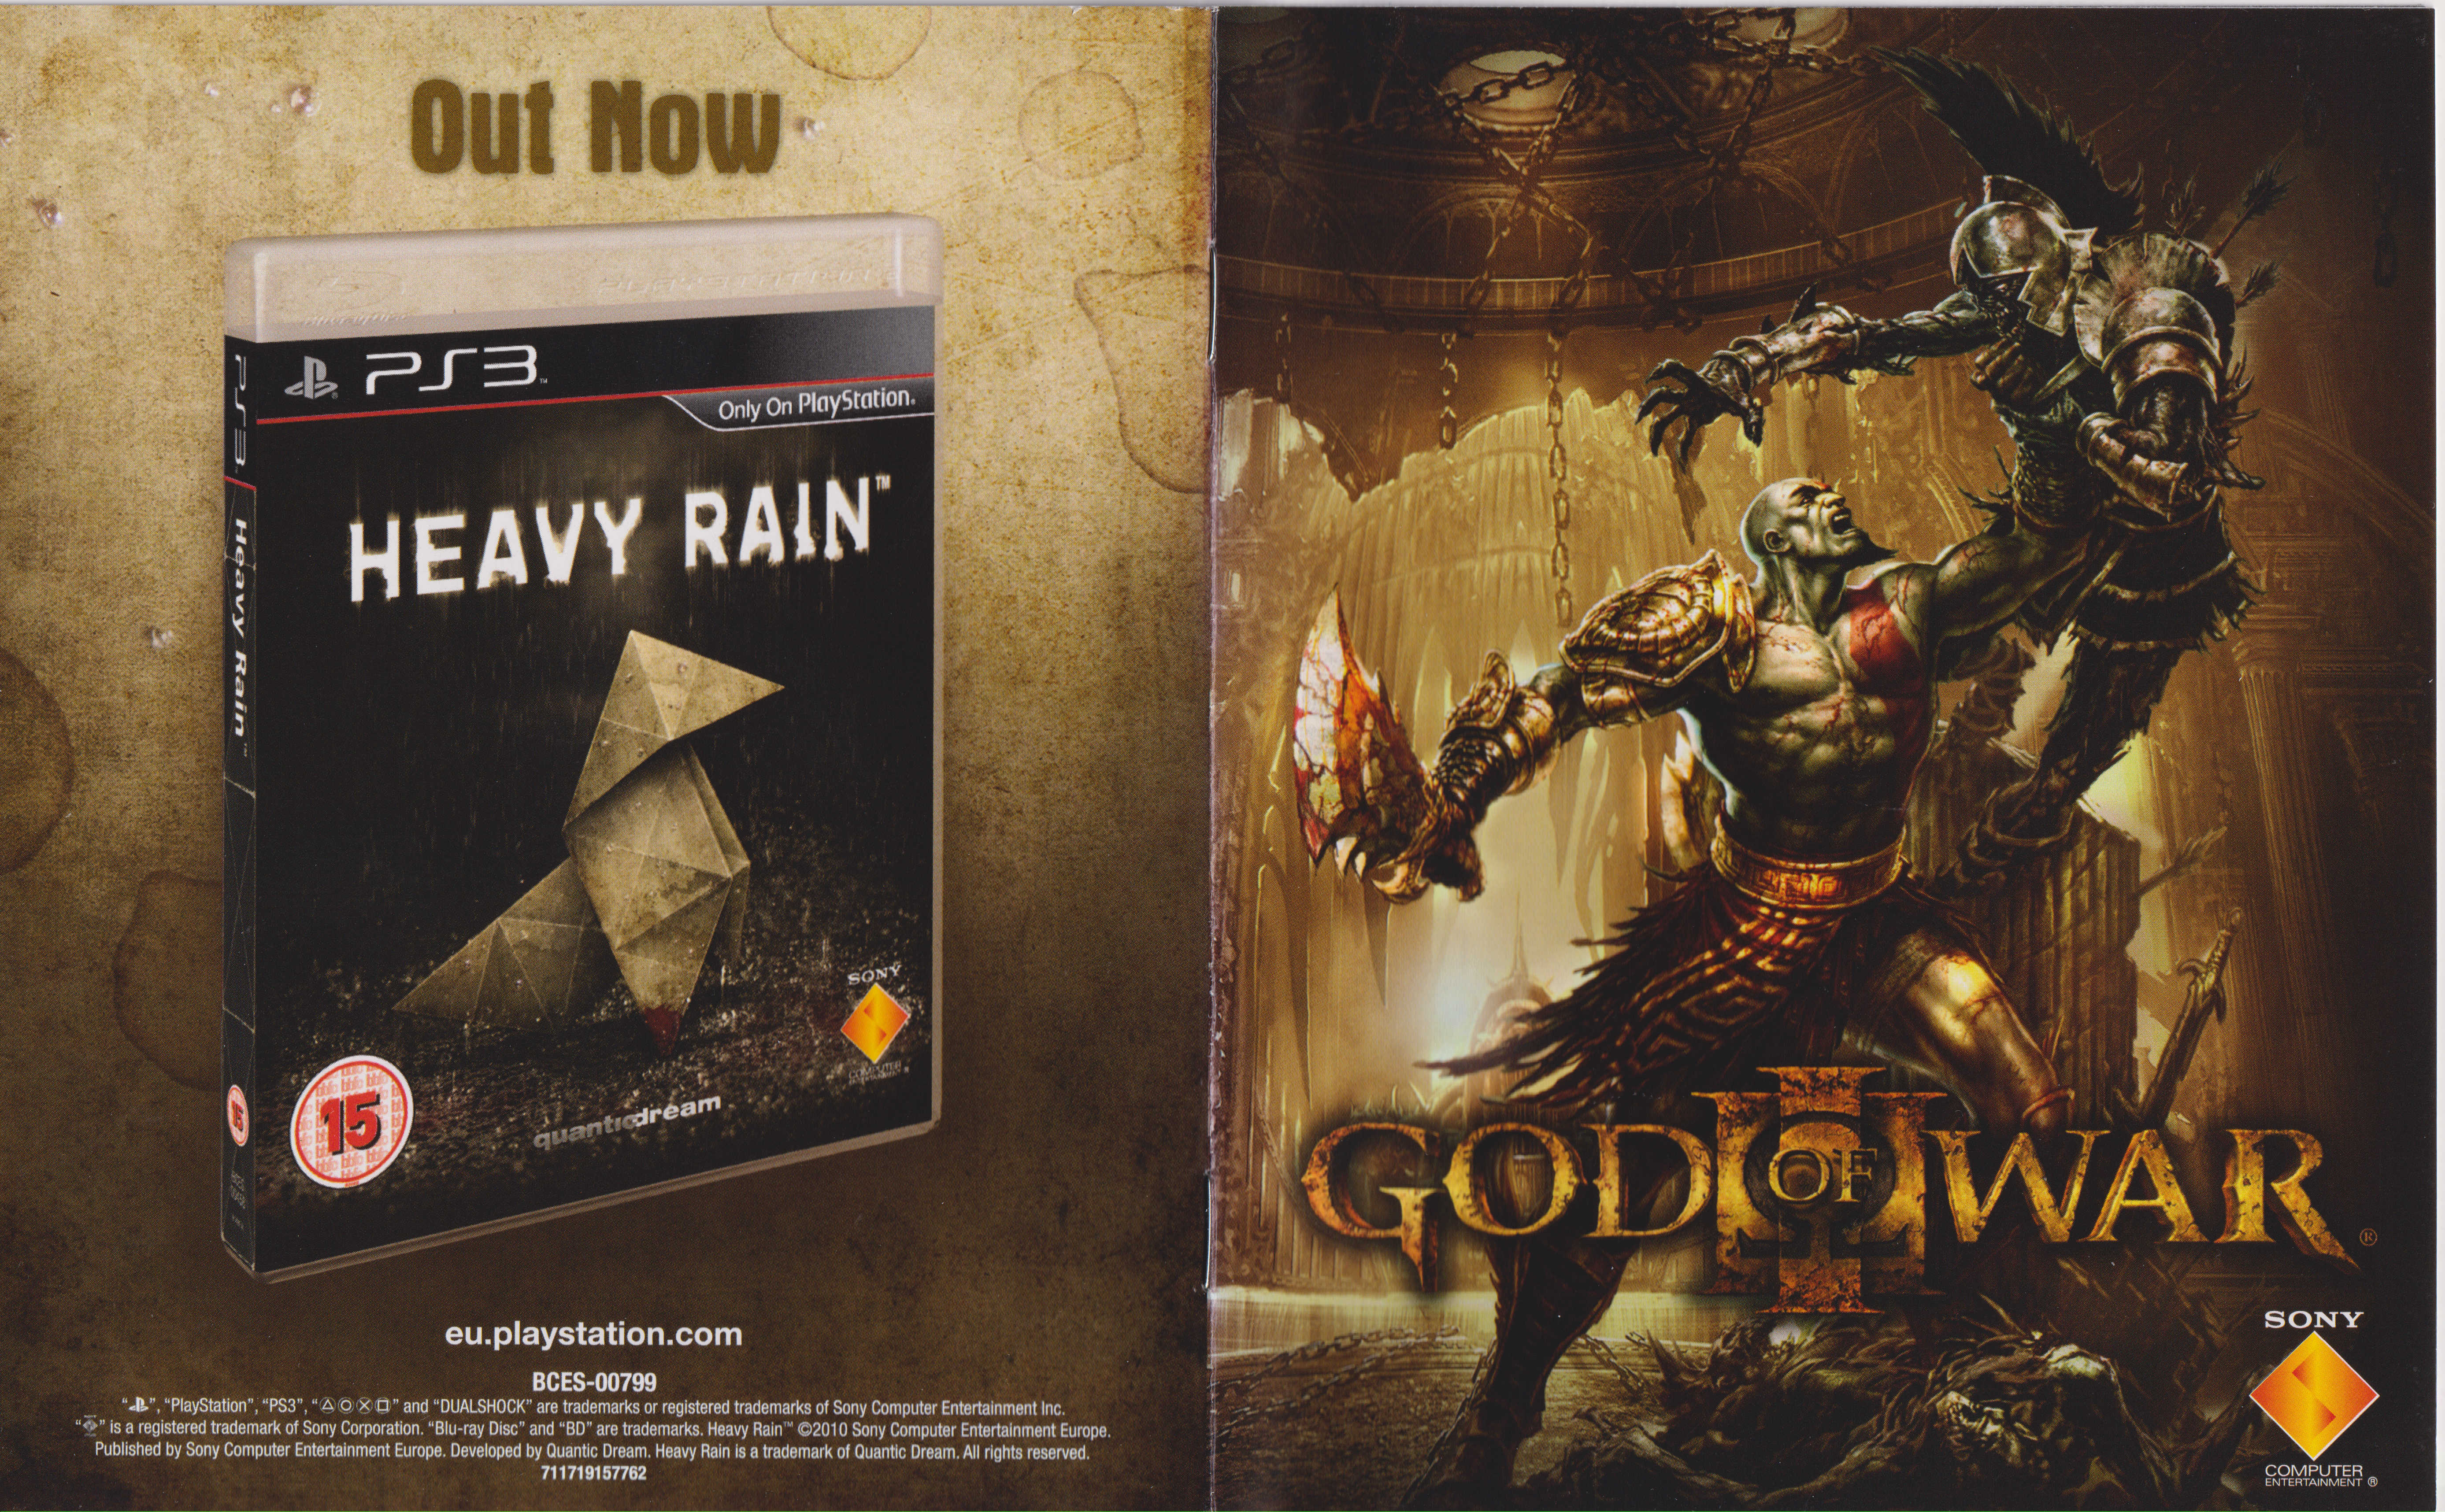 Out Now
PS3™
Only On PlayStation®
PS3
HEAVY RAIN™
Heavy Rain™
SONY
COMPUTER
ENTERTAINMENT ®
15
15
quanticdream
eu.playstation.com
BCES-00799
“ ”, “PlayStation”, “PS3”, “△○✕□” and “DUALSHOCK” are trademarks or registered trademarks of Sony Computer Entertainment Inc.
“ ” is a registered trademark of Sony Corporation. “Blu-ray Disc” and “BD” are trademarks. Heavy Rain™ ©2010 Sony Computer Entertainment Europe.
Published by Sony Computer Entertainment Europe. Developed by Quantic Dream. Heavy Rain is a trademark of Quantic Dream. All rights reserved.
711719157762
GOD OF WAR ®
III
SONY
COMPUTER
ENTERTAINMENT ®